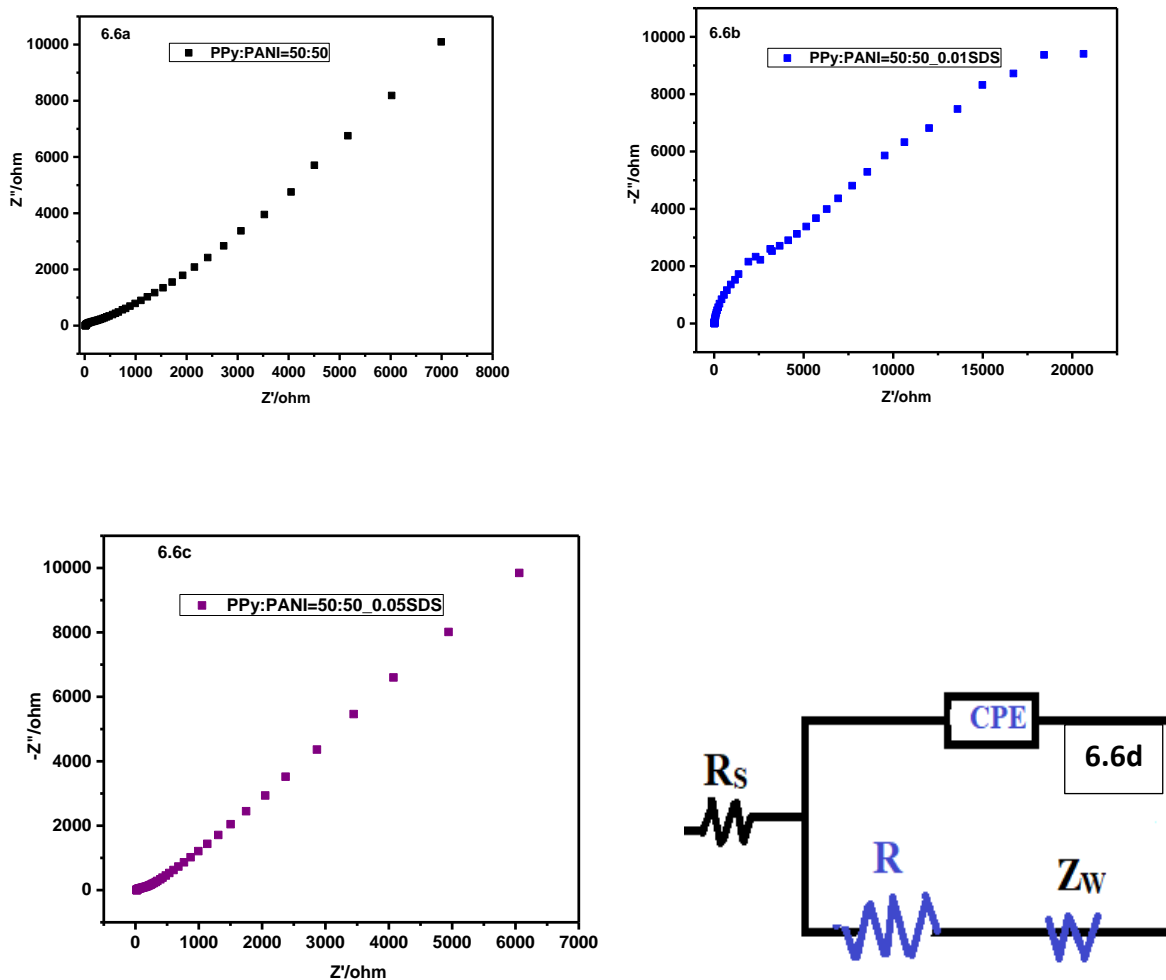 6.6a
PPy:PANI=50:50
10000
8000
6000
4000
2000
0
Z"/ohm
0 1000 2000 3000 4000 5000 6000 7000 8000
Z'/ohm
6.6b
PPy:PANI=50:50_0.01SDS
10000
8000
6000
4000
2000
0
-Z"/ohm
0 5000 10000 15000 20000
Z'/ohm
6.6c
PPy:PANI=50:50_0.05SDS
10000
8000
6000
4000
2000
0
-Z"/ohm
0 1000 2000 3000 4000 5000 6000 7000
Z'/ohm
CPE
6.6d
RS
R
ZW